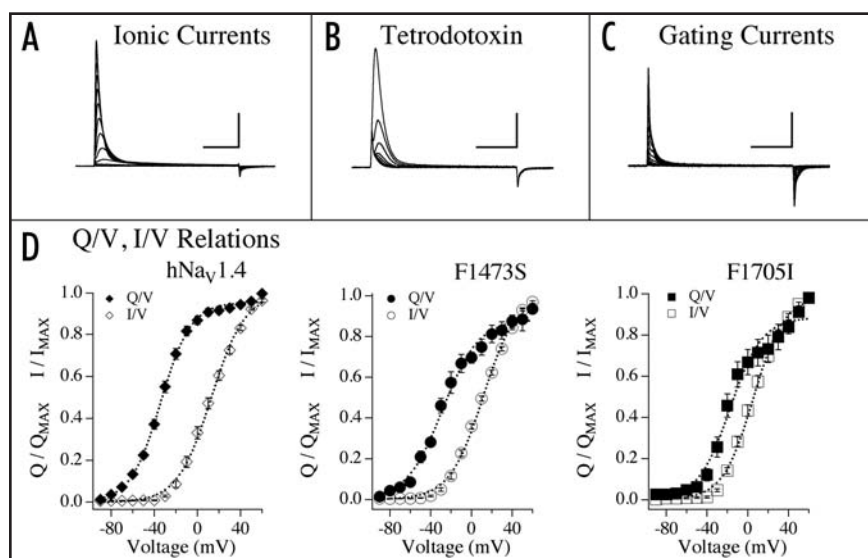 A Ionic Currents
B Tetrodotoxin
C Gating Currents
D Q/V, I/V Relations
hNaV1.4
Q/V
I/V
Q / QMAX I / IMAX
1.0
0.8
0.6
0.4
0.2
0.0
-80 -40 0 40
Voltage (mV)
F1473S
Q/V
I/V
Q / QMAX I / IMAX
1.0
0.8
0.6
0.4
0.2
0.0
-80 -40 0 40
Voltage (mV)
F1705I
Q/V
I/V
Q / QMAX I / IMAX
1.0
0.8
0.6
0.4
0.2
0.0
-80 -40 0 40
Voltage (mV)